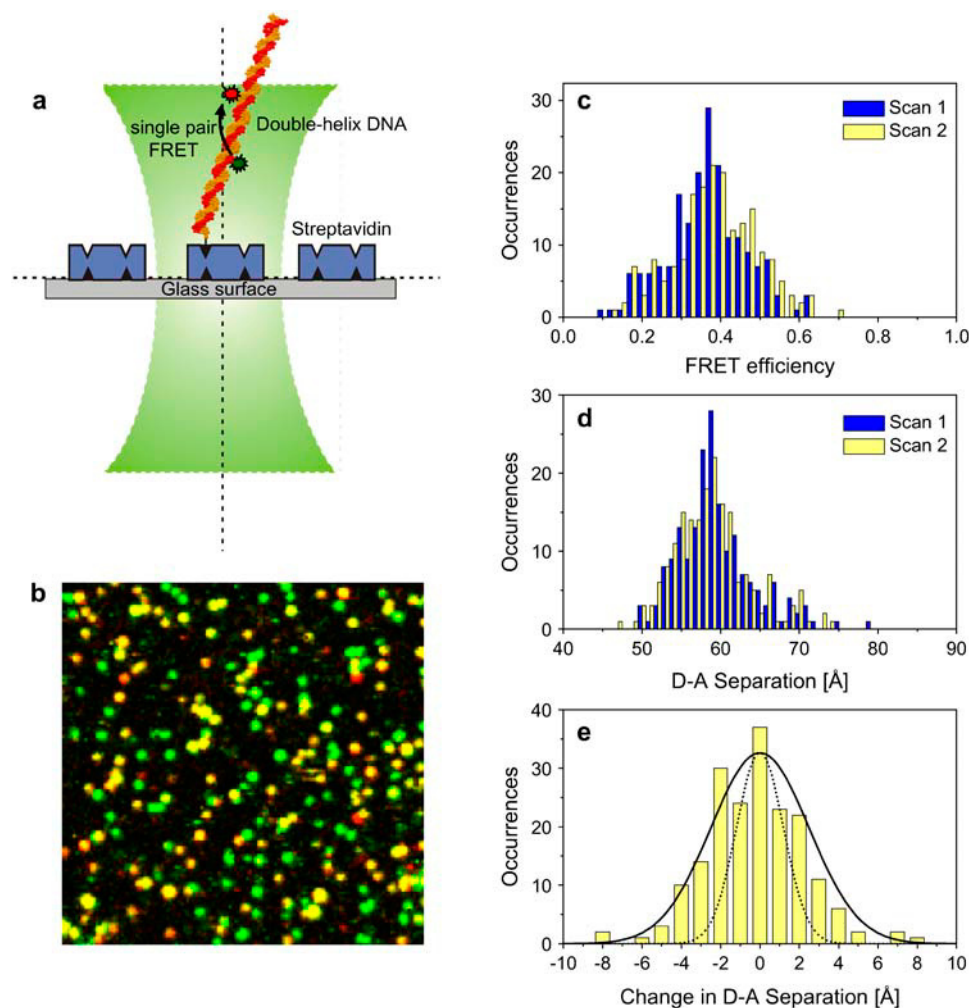 a
single pair
FRET
Double-helix DNA
Streptavidin
Glass surface
b
c
Scan 1
Scan 2
Occurrences
30
20
10
0
0.0 0.2 0.4 0.6 0.8 1.0
FRET efficiency
d
Scan 1
Scan 2
Occurrences
30
20
10
0
40 50 60 70 80 90
D-A Separation [Å]
e
Occurrences
40
30
20
10
0
-10 -8 -6 -4 -2 0 2 4 6 8 10
Change in D-A Separation [Å]